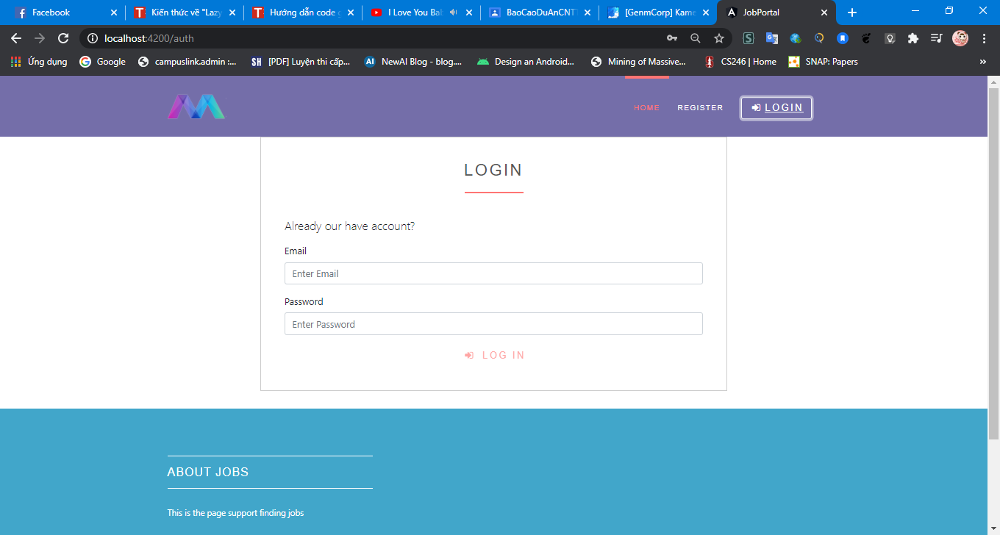 Facebook
Kiến thức về "Lazy
Hướng dẫn code g
I Love You Bab
BaoCaoDuAnCNT
[GenmCorp] Kame
JobPortal
localhost:4200/auth
Ứng dụng
Google
campuslink.admin :...
SH
[PDF] Luyện thi cấp...
AI
NewAI Blog - blog....
Design an Android...
Mining of Massive...
CS246 | Home
SNAP: Papers
»
HOME
REGISTER
LOGIN
LOGIN
Already our have account?
Email
Enter Email
Password
Enter Password
LOG IN
ABOUT JOBS
This is the page support finding jobs